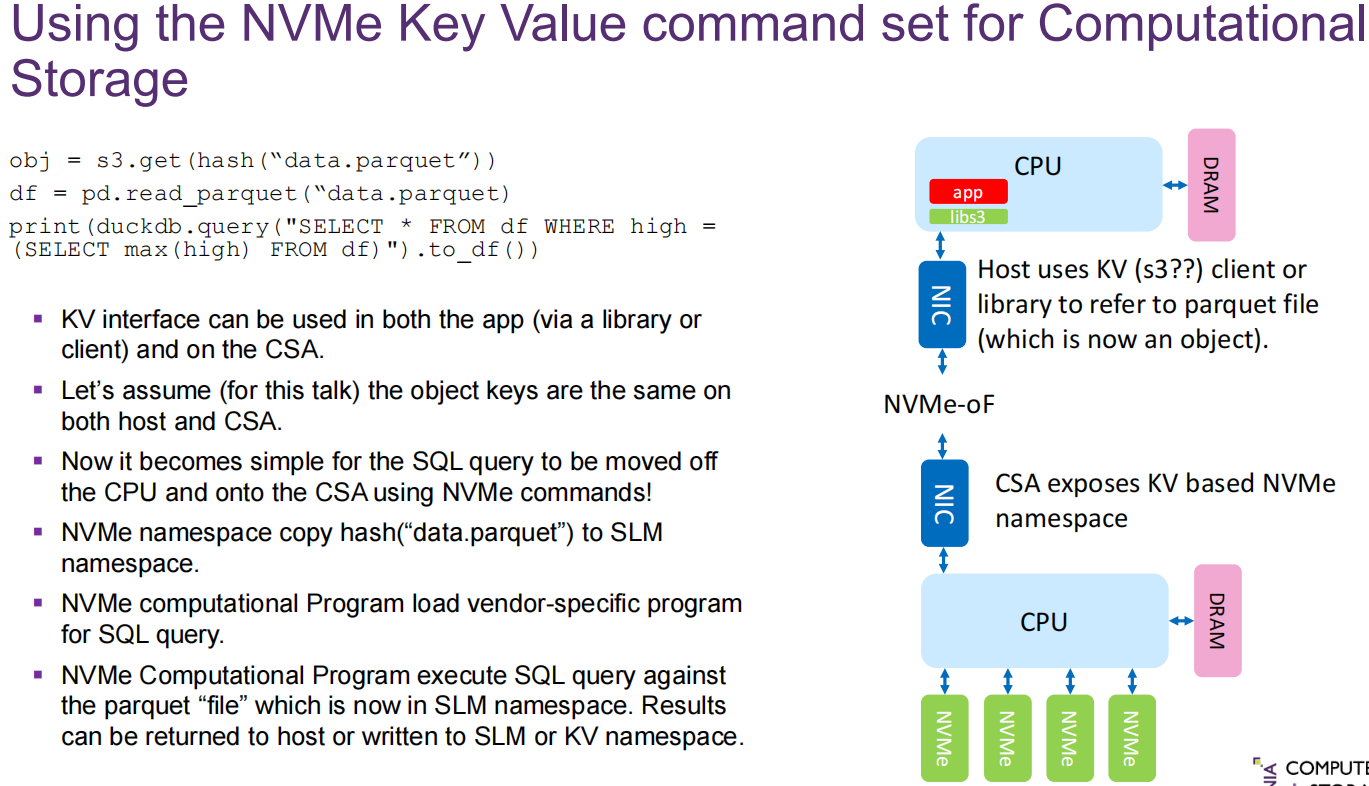 Using the NVMe Key Value command set for Computational
Storage
obj = s3.get(hash(“data.parquet”))
df = pd.read_parquet(“data.parquet)
print(duckdb.query("SELECT * FROM df WHERE high =
(SELECT max(high) FROM df)").to_df())
▪ KV interface can be used in both the app (via a library or
client) and on the CSA.
▪ Let’s assume (for this talk) the object keys are the same on
both host and CSA.
▪ Now it becomes simple for the SQL query to be moved off
the CPU and onto the CSA using NVMe commands!
▪ NVMe namespace copy hash(“data.parquet”) to SLM
namespace.
▪ NVMe computational Program load vendor-specific program
for SQL query.
▪ NVMe Computational Program execute SQL query against
the parquet “file” which is now in SLM namespace. Results
can be returned to host or written to SLM or KV namespace.
CPU
app
libs3
DRAM
NIC
Host uses KV (s3??) client or
library to refer to parquet file
(which is now an object).
NVMe-oF
NIC
CSA exposes KV based NVMe
namespace
CPU
DRAM
NVMe
NVMe
NVMe
NVMe